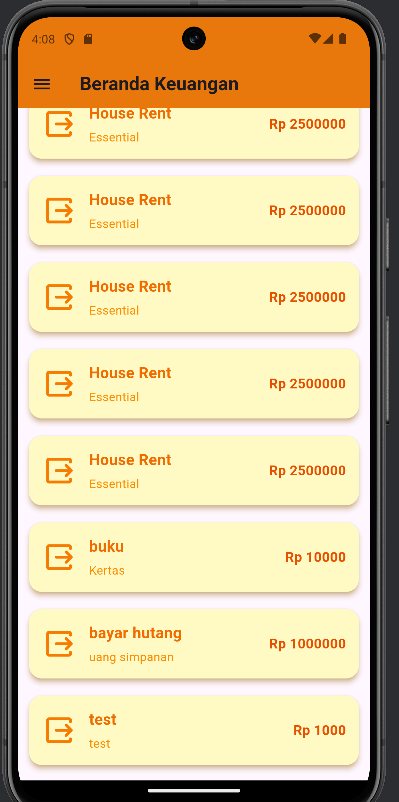 4:08
Beranda Keuangan
House Rent
Essential
Rp 2500000
House Rent
Essential
Rp 2500000
House Rent
Essential
Rp 2500000
House Rent
Essential
Rp 2500000
House Rent
Essential
Rp 2500000
buku
Kertas
Rp 10000
bayar hutang
uang simpanan
Rp 1000000
test
test
Rp 1000